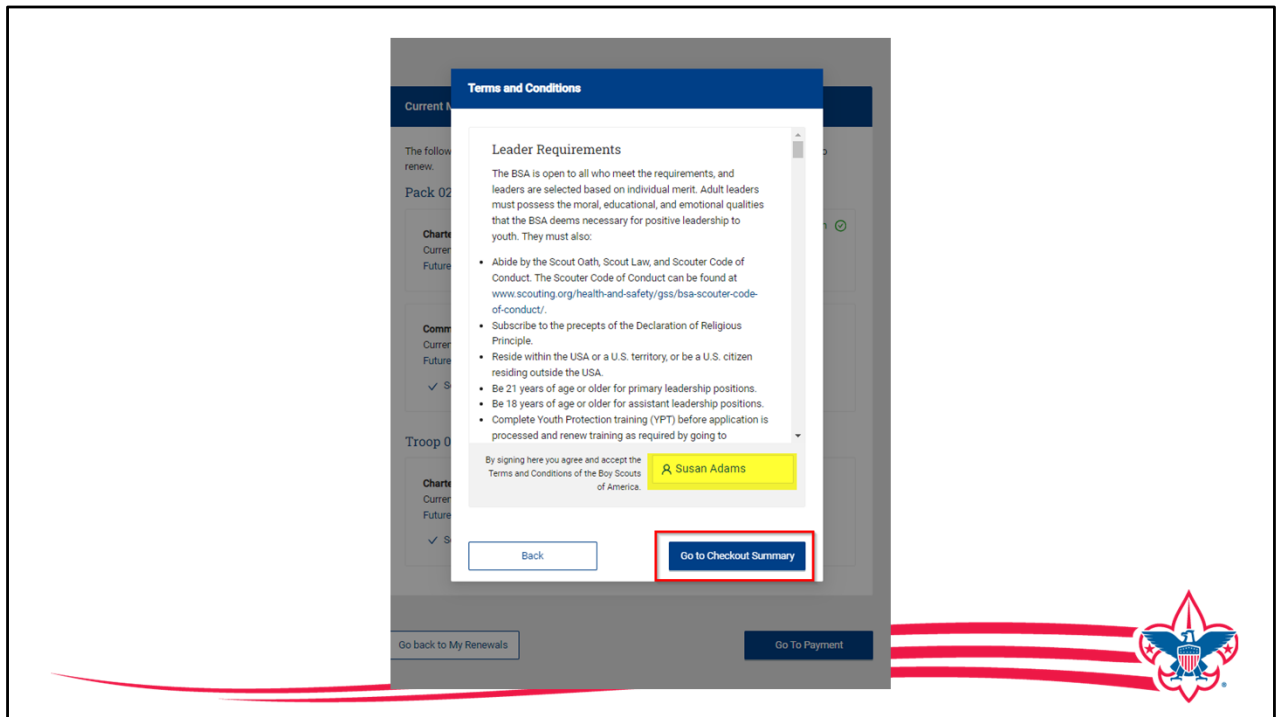 Terms and Conditions
Current
The follow
renew.
Pack 02
Charte
Curren
Future
Comm
Curren
Future
Troop 0
Charte
Curren
Future
Leader Requirements
The BSA is open to all who meet the requirements, and
leaders are selected based on individual merit. Adult leaders
must possess the moral, educational, and emotional qualities
that the BSA deems necessary for positive leadership to
youth. They must also:
• Abide by the Scout Oath, Scout Law, and Scouter Code of
Conduct. The Scouter Code of Conduct can be found at
www.scouting.org/health-and-safety/gss/bsa-scouter-code-
of-conduct/.
• Subscribe to the precepts of the Declaration of Religious
Principle.
• Reside within the USA or a U.S. territory, or be a U.S. citizen
residing outside the USA.
• Be 21 years of age or older for primary leadership positions.
• Be 18 years of age or older for assistant leadership positions.
• Complete Youth Protection training (YPT) before application is
processed and renew training as required by going to
By signing here you agree and accept the
Terms and Conditions of the Boy Scouts
of America.
Susan Adams
Back
Go to Checkout Summary
Go back to My Renewals
Go To Payment